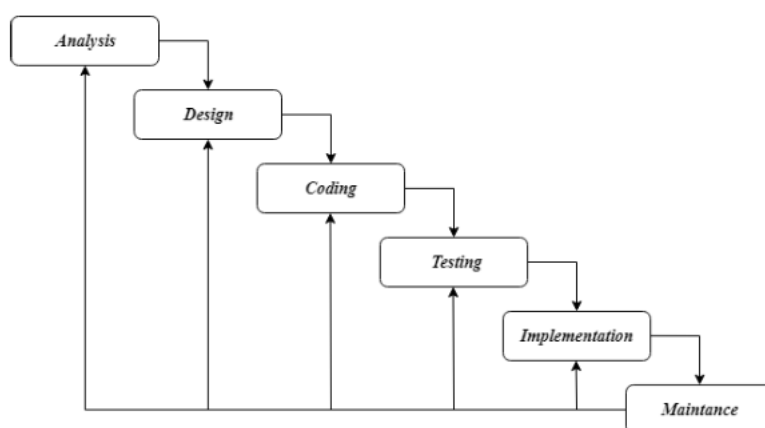 Analysis
Design
Coding
Testing
Implementation
Maintance